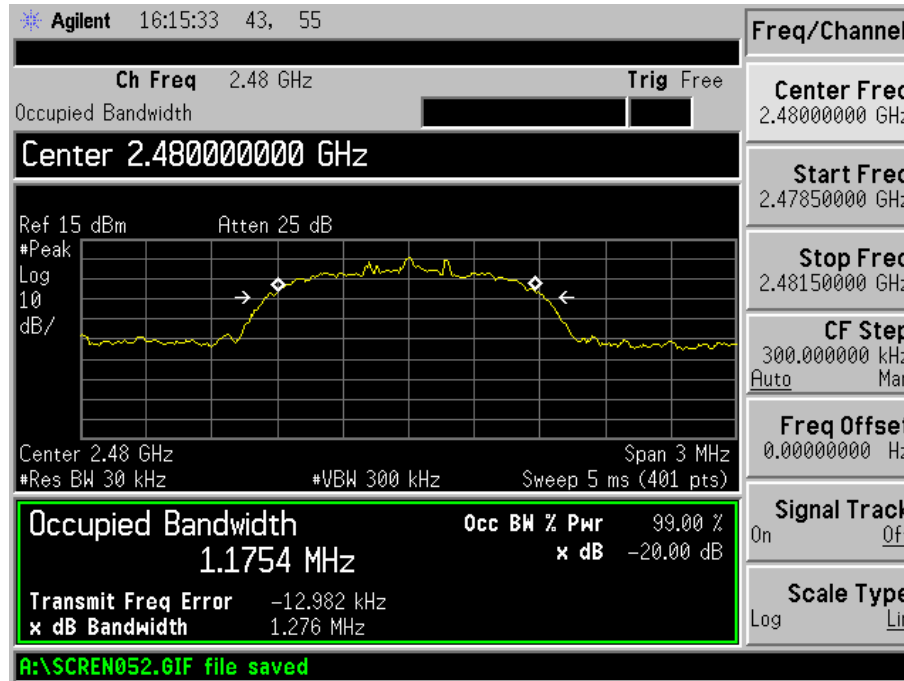 Agilent 16:15:33 43, 55
Ch Freq 2.48 GHz Trig Free
Occupied Bandwidth
Center 2.480000000 GHz
Ref 15 dBm Atten 25 dB
#Peak
Log
10
dB/
Center 2.48 GHz Span 3 MHz
#Res BW 30 kHz #VBW 300 kHz Sweep 5 ms (401 pts)
Occupied Bandwidth Occ BW % Pwr 99.00 %
1.1754 MHz x dB -20.00 dB
Transmit Freq Error -12.982 kHz
x dB Bandwidth 1.276 MHz
A:\SCREN052.GIF file saved
Freq/Channel
Center Freq
2.48000000 GHz
Start Freq
2.47850000 GHz
Stop Freq
2.48150000 GHz
CF Step
300.000000 kHz
Auto Man
Freq Offset
0.00000000 Hz
Signal Track
On Off
Scale Type
Log Lin